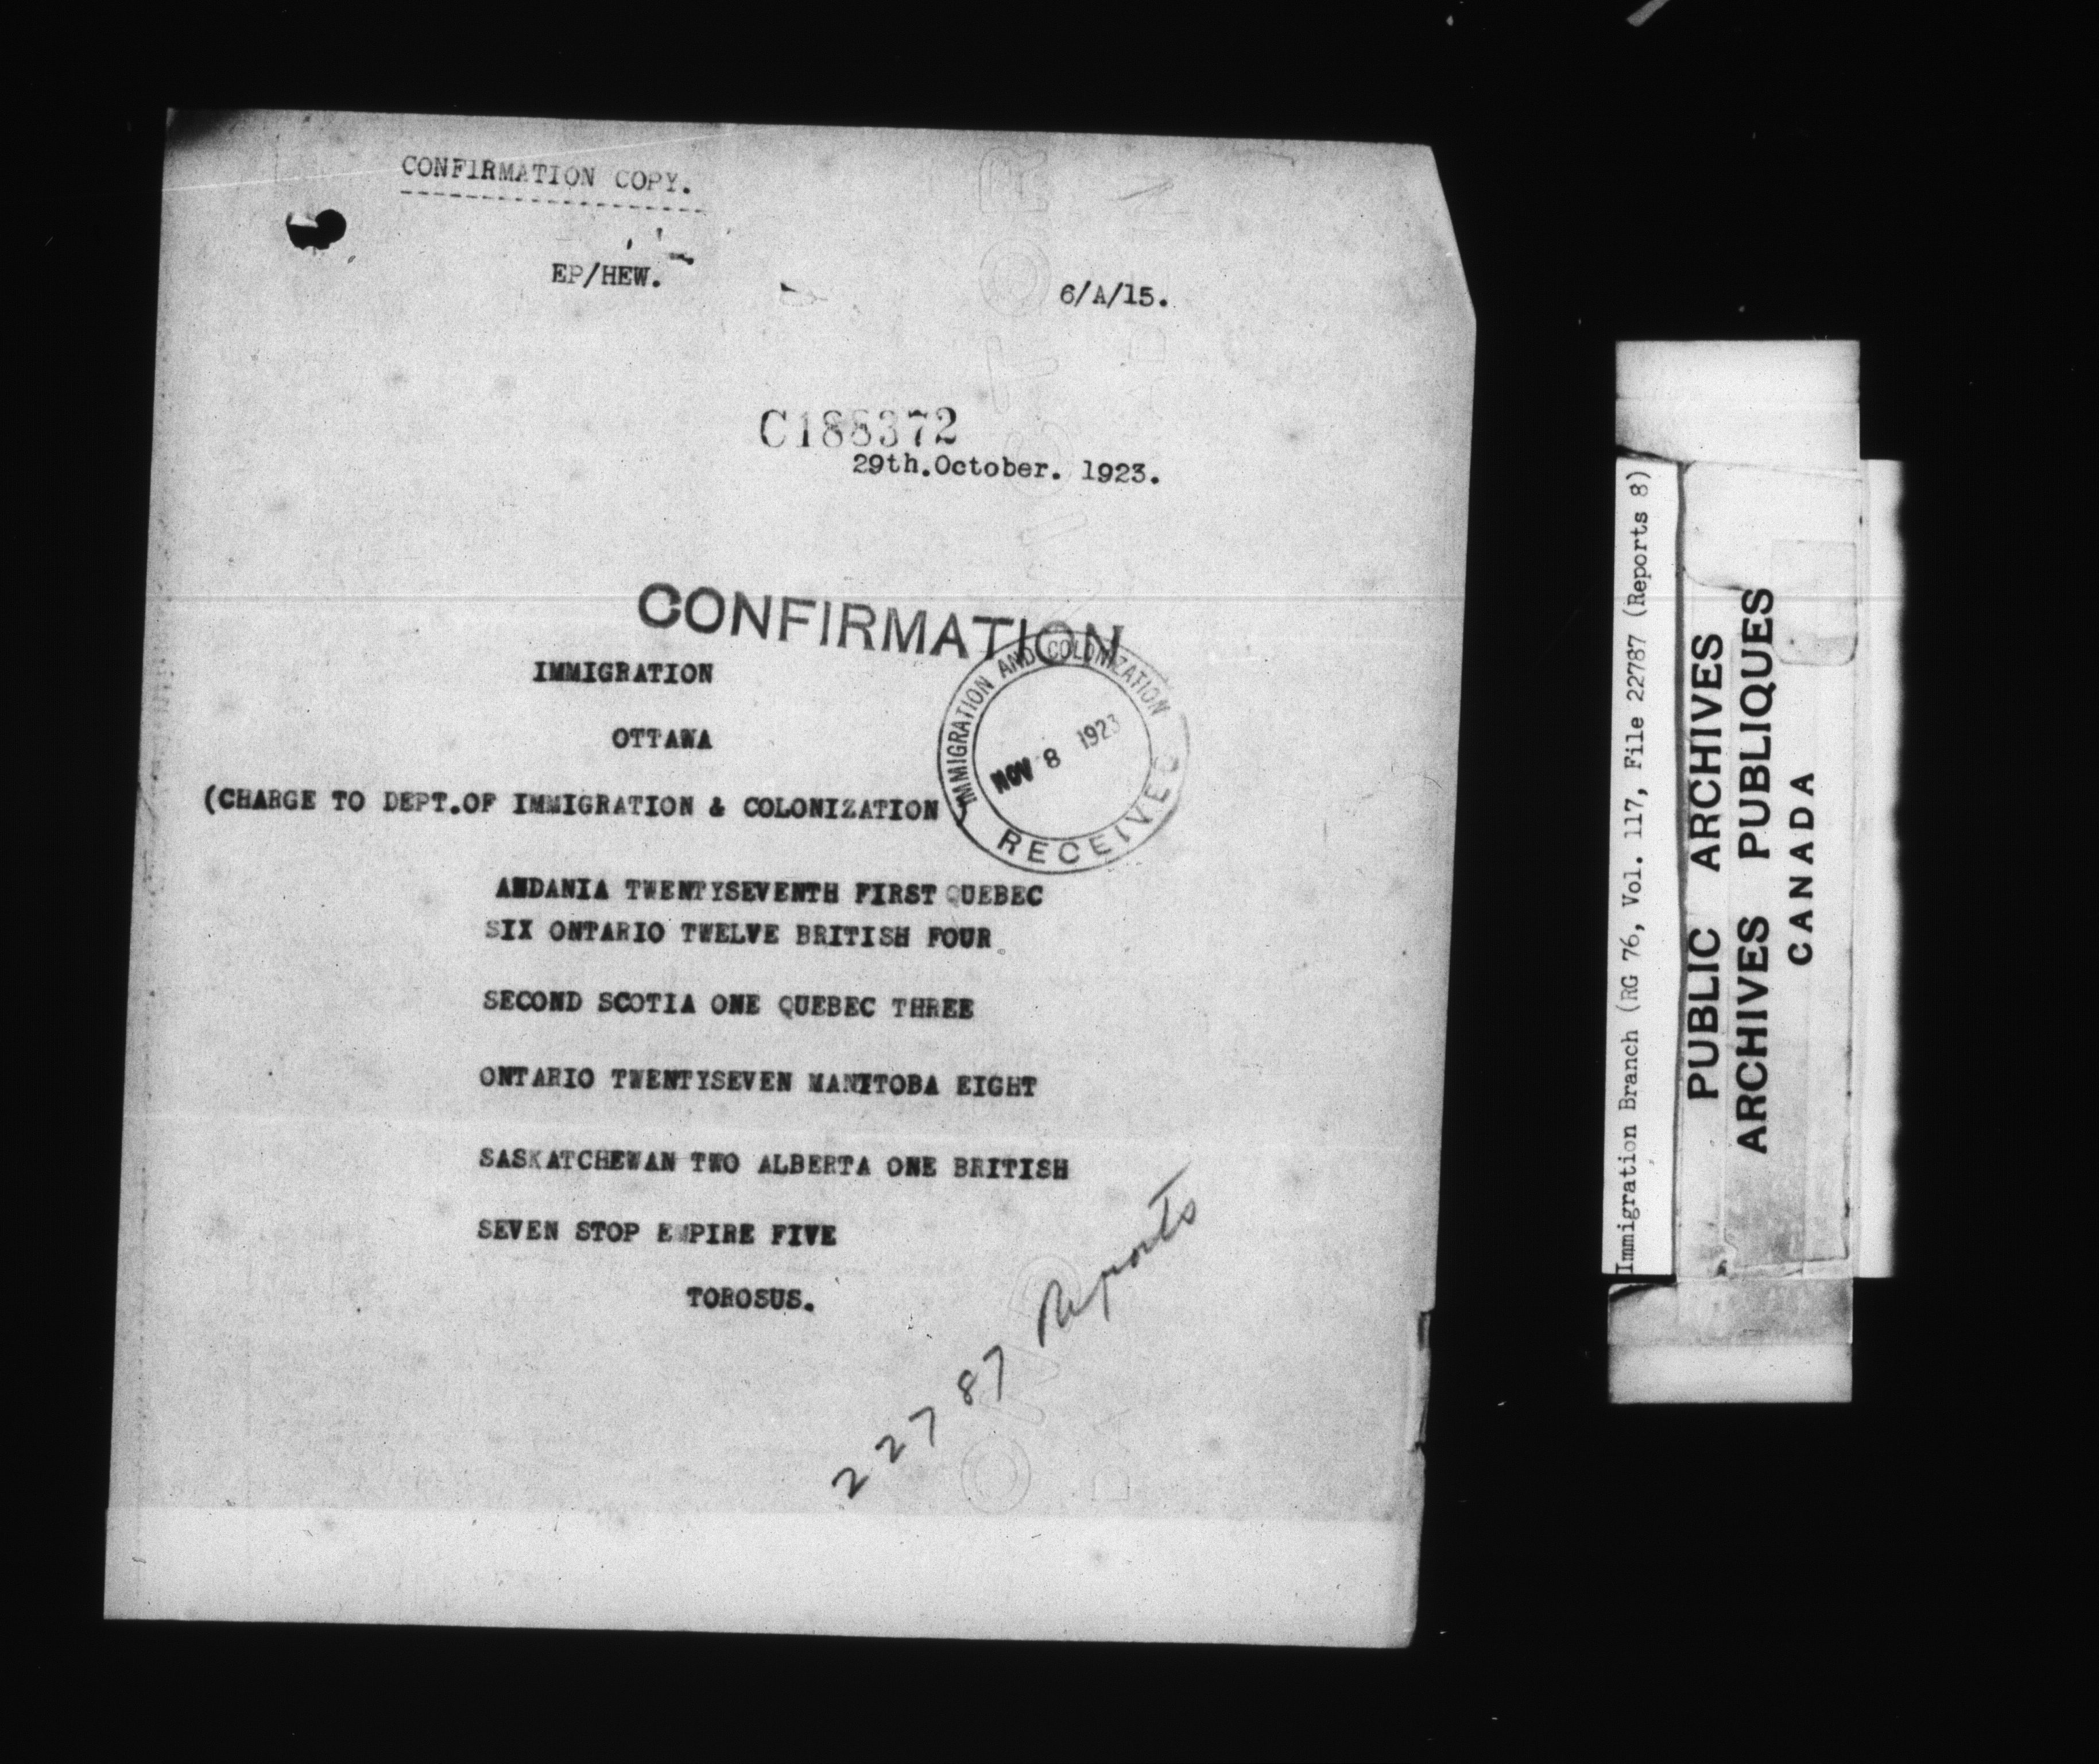 CONFIRMATION COPY.
EP/HEW.
6/A/15.
C188372
29th.October. 1923.
CONFIRMATION
IMMIGRATION
OTTAWA
(CHARGE TO DEPT.OF IMMIGRATION & COLONIZATION)
IMMIGRATION AND COLONIZATION
NOV 8 1923
RECEIVED
ANDANIA TWENTYSEVENTH FIRST QUEBEC
SIX ONTARIO TWELVE BRITISH FOUR
SECOND SCOTIA ONE QUEBEC THREE
ONTARIO TWENTYSEVEN MANITOBA EIGHT
SASKATCHEWAN TWO ALBERTA ONE BRITISH
SEVEN STOP EMPIRE FIVE
TOROSUS.
22787 Reports
Immigration Branch (RG 76, Vol. 117, File 22787 (Reports 8)
PUBLIC ARCHIVES
ARCHIVES PUBLIQUES
CANADA